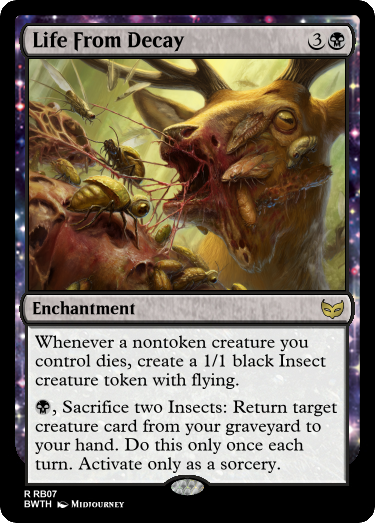 Life From Decay 3
Enchantment
Whenever a nontoken creature you
control dies, create a 1/1 black Insect
creature token with flying.
, Sacrifice two Insects: Return target
creature card from your graveyard to
your hand. Do this only once each
turn. Activate only as a sorcery.
R RB07
BWTH Midjourney